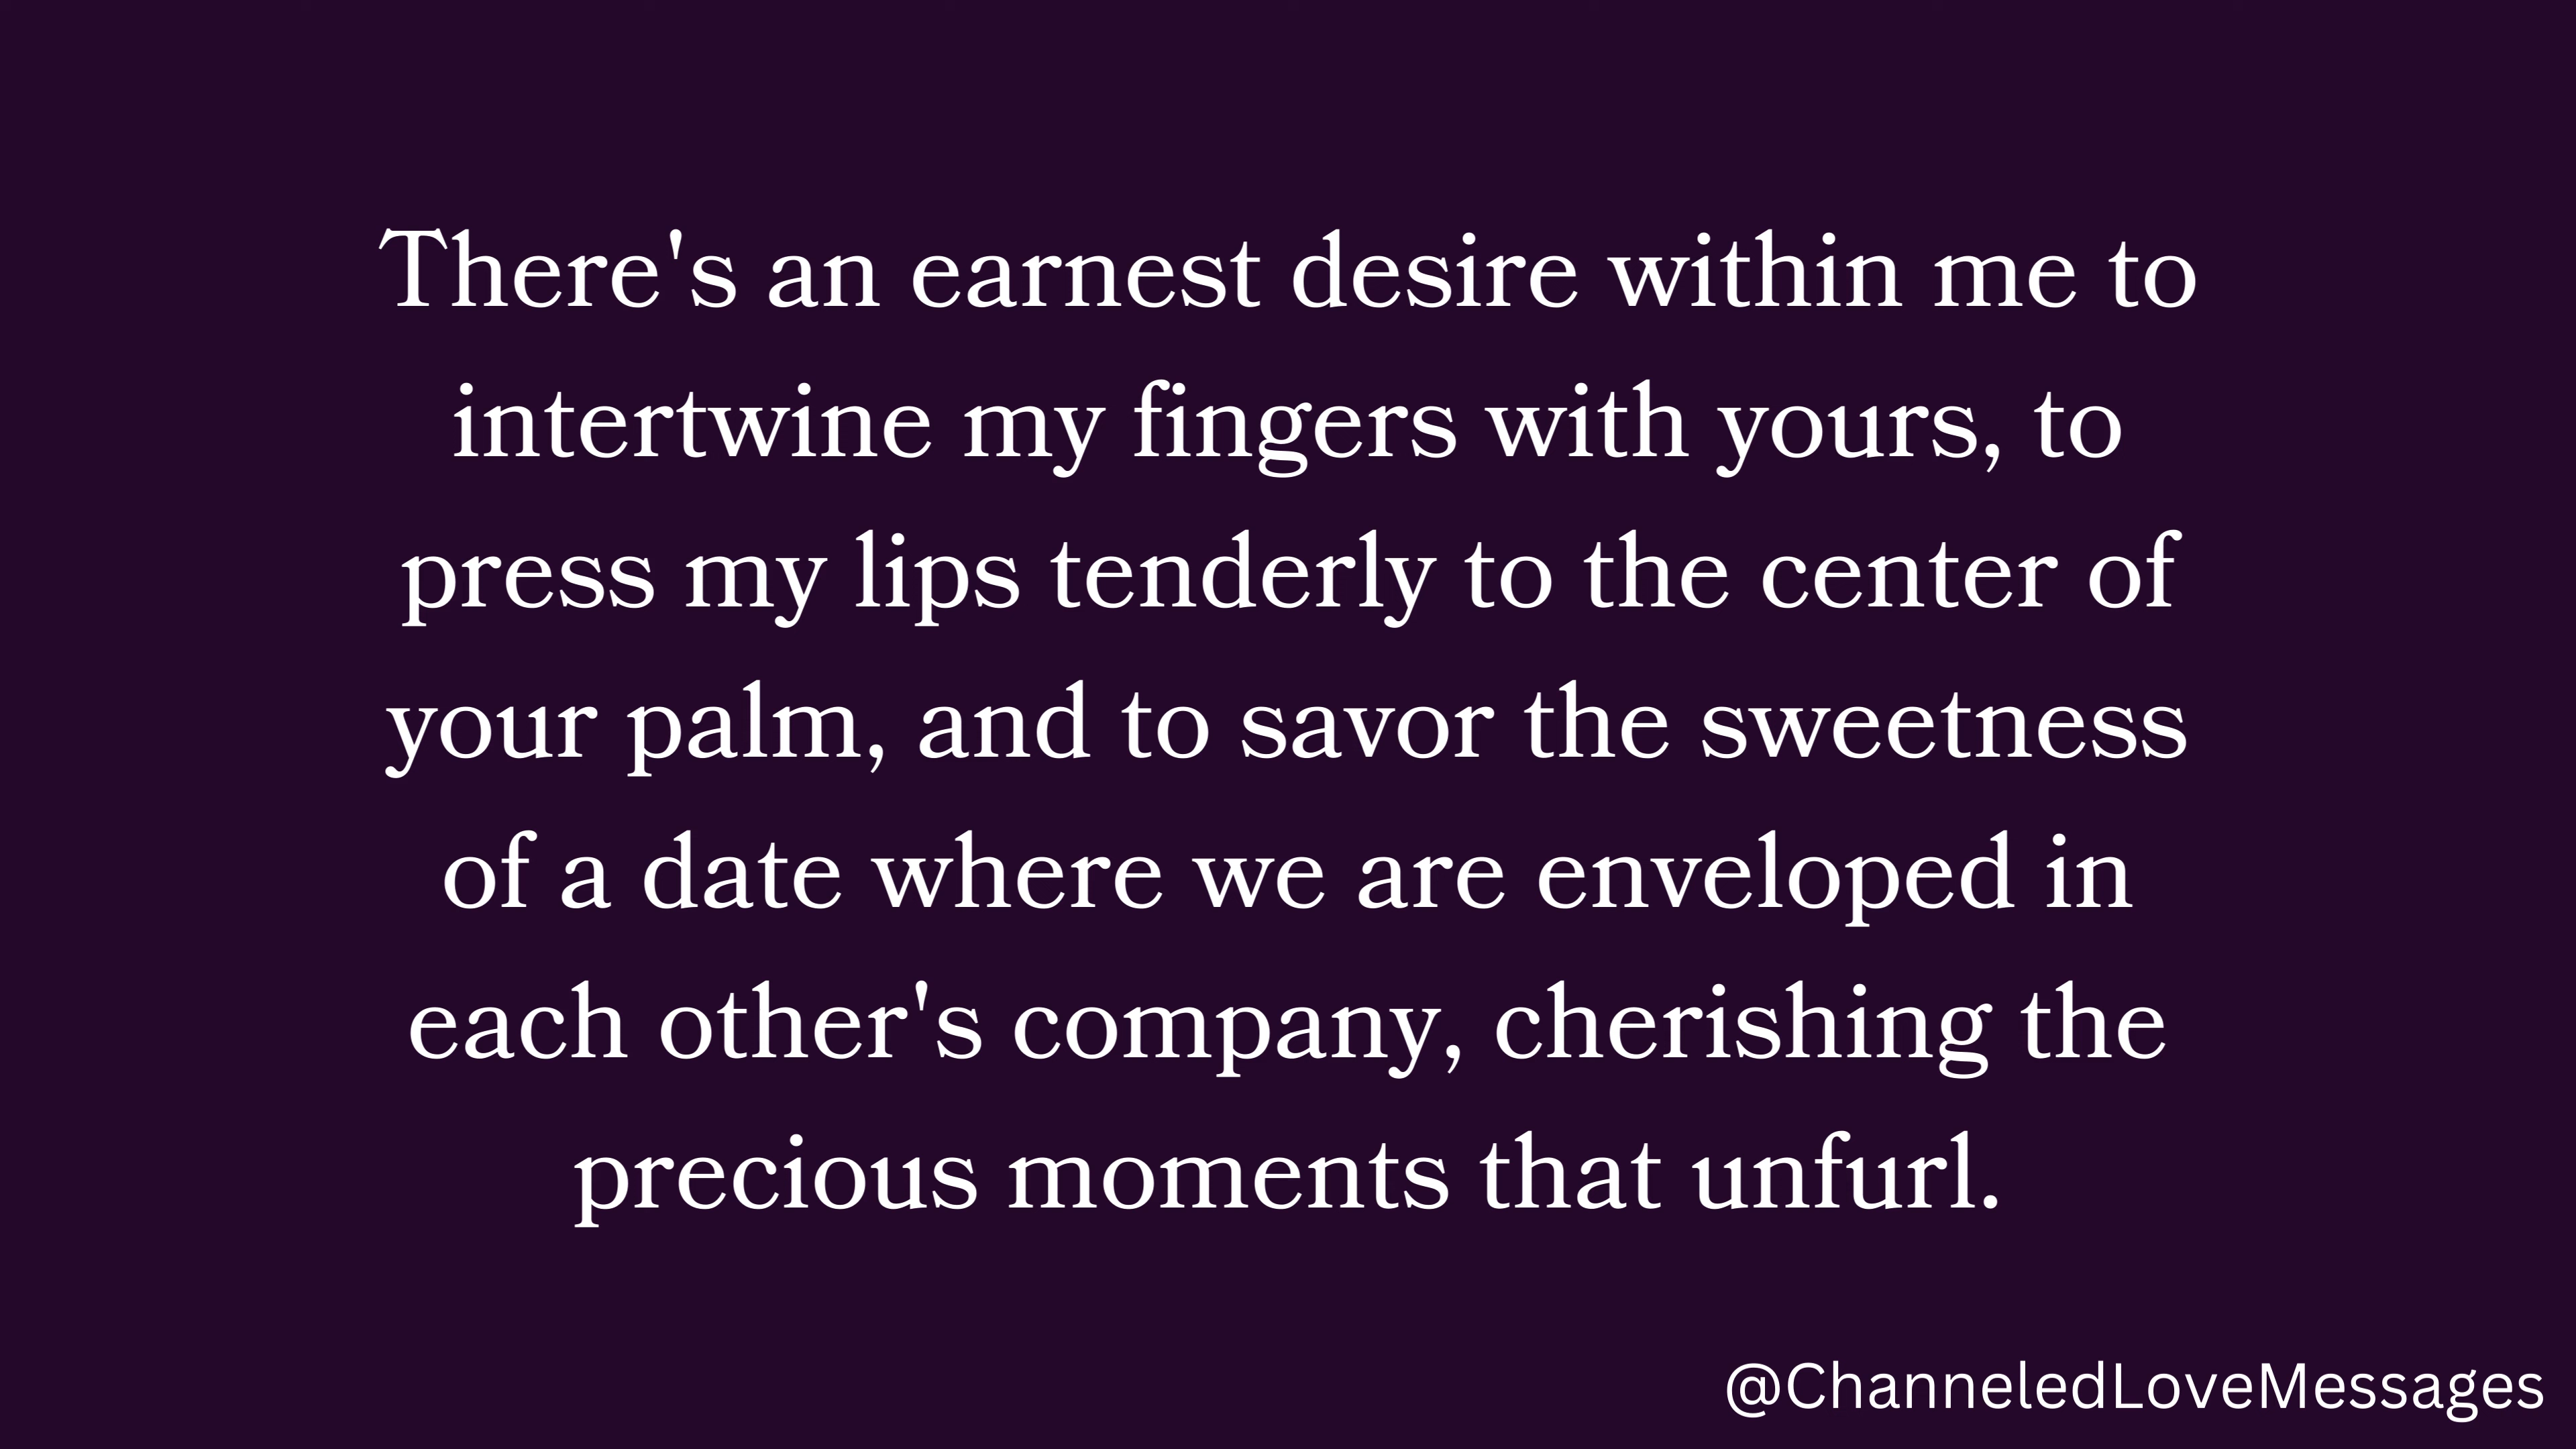 There's an earnest desire within me to
intertwine my fingers with yours, to
press my lips tenderly to the center of
your palm, and to savor the sweetness
of a date where we are enveloped in
each other's company, cherishing the
precious moments that unfurl.
@ChanneledLoveMessages